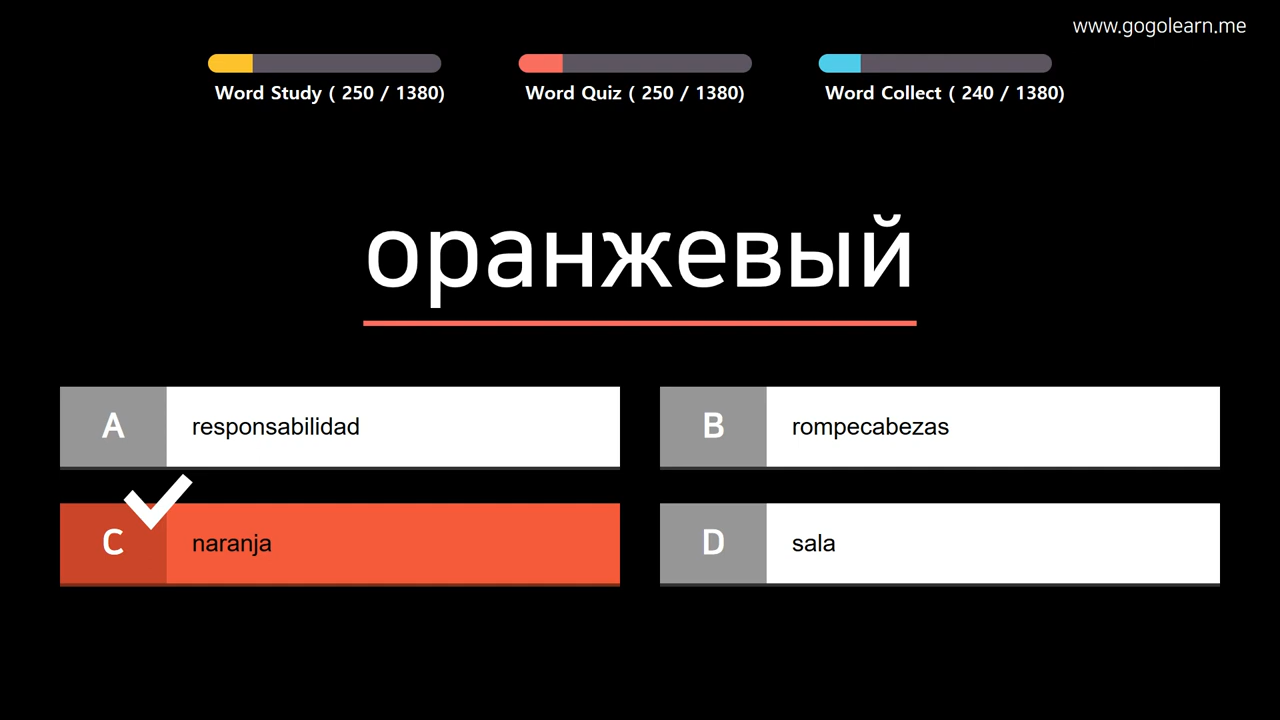 www.gogolearn.me
Word Study ( 250 / 1380)
Word Quiz ( 250 / 1380)
Word Collect ( 240 / 1380)
оранжевый
A responsabilidad
B rompecabezas
C naranja
D sala